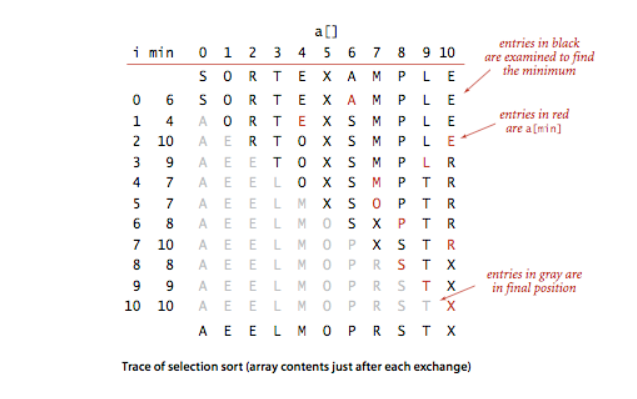 a[]
i min 0 1 2 3 4 5 6 7 8 9 10
S O R T E X A M P L E
0 6 S O R T E X A M P L E
1 4 A O R T E X S M P L E
2 10 A E R T O X S M P L E
3 9 A E E T O X S M P L R
4 7 A E E L O X S M P T R
5 7 A E E L M X S O P T R
6 8 A E E L M O S X P T R
7 10 A E E L M O P X S T R
8 8 A E E L M O P R S T X
9 9 A E E L M O P R S T X
10 10 A E E L M O P R S T X
A E E L M O P R S T X
entries in black
are examined to find
the minimum
entries in red
are a[min]
entries in gray are
in final position
Trace of selection sort (array contents just after each exchange)